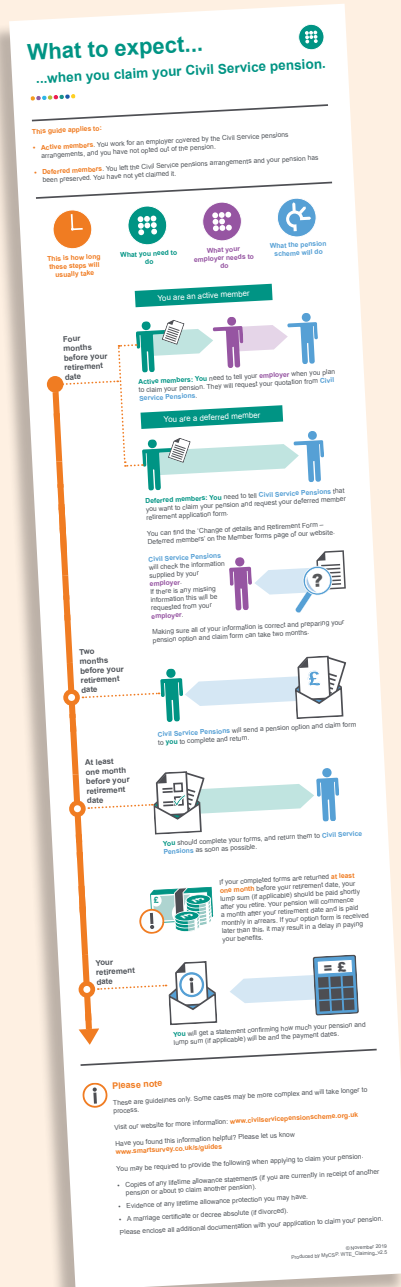 What to expect...
...when you claim your Civil Service pension.
This guide applies to:
• Active members. You work for an employer covered by the Civil Service pensions
arrangements, and you have not opted out of the pension.
• Deferred members. You left the Civil Service pensions arrangements and your pension has
been preserved. You have not yet claimed it.
This is how long
these steps will
usually take
What you need to
do
What your
employer needs to
do
What the pension
scheme will do
You are an active member
Four
months
before your
retirement
date
Active members: You need to tell your employer when you plan
to claim your pension. They will request your quotation from Civil
Service Pensions.
You are a deferred member
Deferred members: You need to tell Civil Service Pensions that
you want to claim your pension and request your deferred member
retirement application form.
You can find the 'Change of details and Retirement Form –
Deferred members' on the Member forms page of our website.
Civil Service Pensions
will check the information
supplied by your
employer.
If there is any missing
information this will be
requested from your
employer.
?
Making sure all of your information is correct and preparing your
pension option and claim form can take two months.
Two
months
before your
retirement
date
£
Civil Service Pensions will send a pension option and claim form
to you to complete and return.
At least
one month
before your
retirement
date
You should complete your forms, and return them to Civil Service
Pensions as soon as possible.
£
!
If your completed forms are returned at least
one month before your retirement date, your
lump sum (if applicable) should be paid shortly
after you retire. Your pension will commence
a month after your retirement date and is paid
monthly in arrears. If your option form is received
later than this, it may result in a delay in paying
your benefits.
Your
retirement
date
i
= £
You will get a statement confirming how much your pension and
lump sum (if applicable) will be and the payment dates.
i
Please note
These are guidelines only. Some cases may be more complex and will take longer to
process.
Visit our website for more information: www.civilservicepensionscheme.org.uk
Have you found this information helpful? Please let us know
www.smartsurvey.co.uk/s/guides
You may be required to provide the following when applying to claim your pension.
• Copies of any lifetime allowance statements (if you are currently in receipt of another
pension or about to claim another pension).
• Evidence of any lifetime allowance protection you may have.
• A marriage certificate or decree absolute (if divorced).
Please enclose all additional documentation with your application to claim your pension.
©November 2018
Produced by MyCSP: WTE_Claiming_v2.5